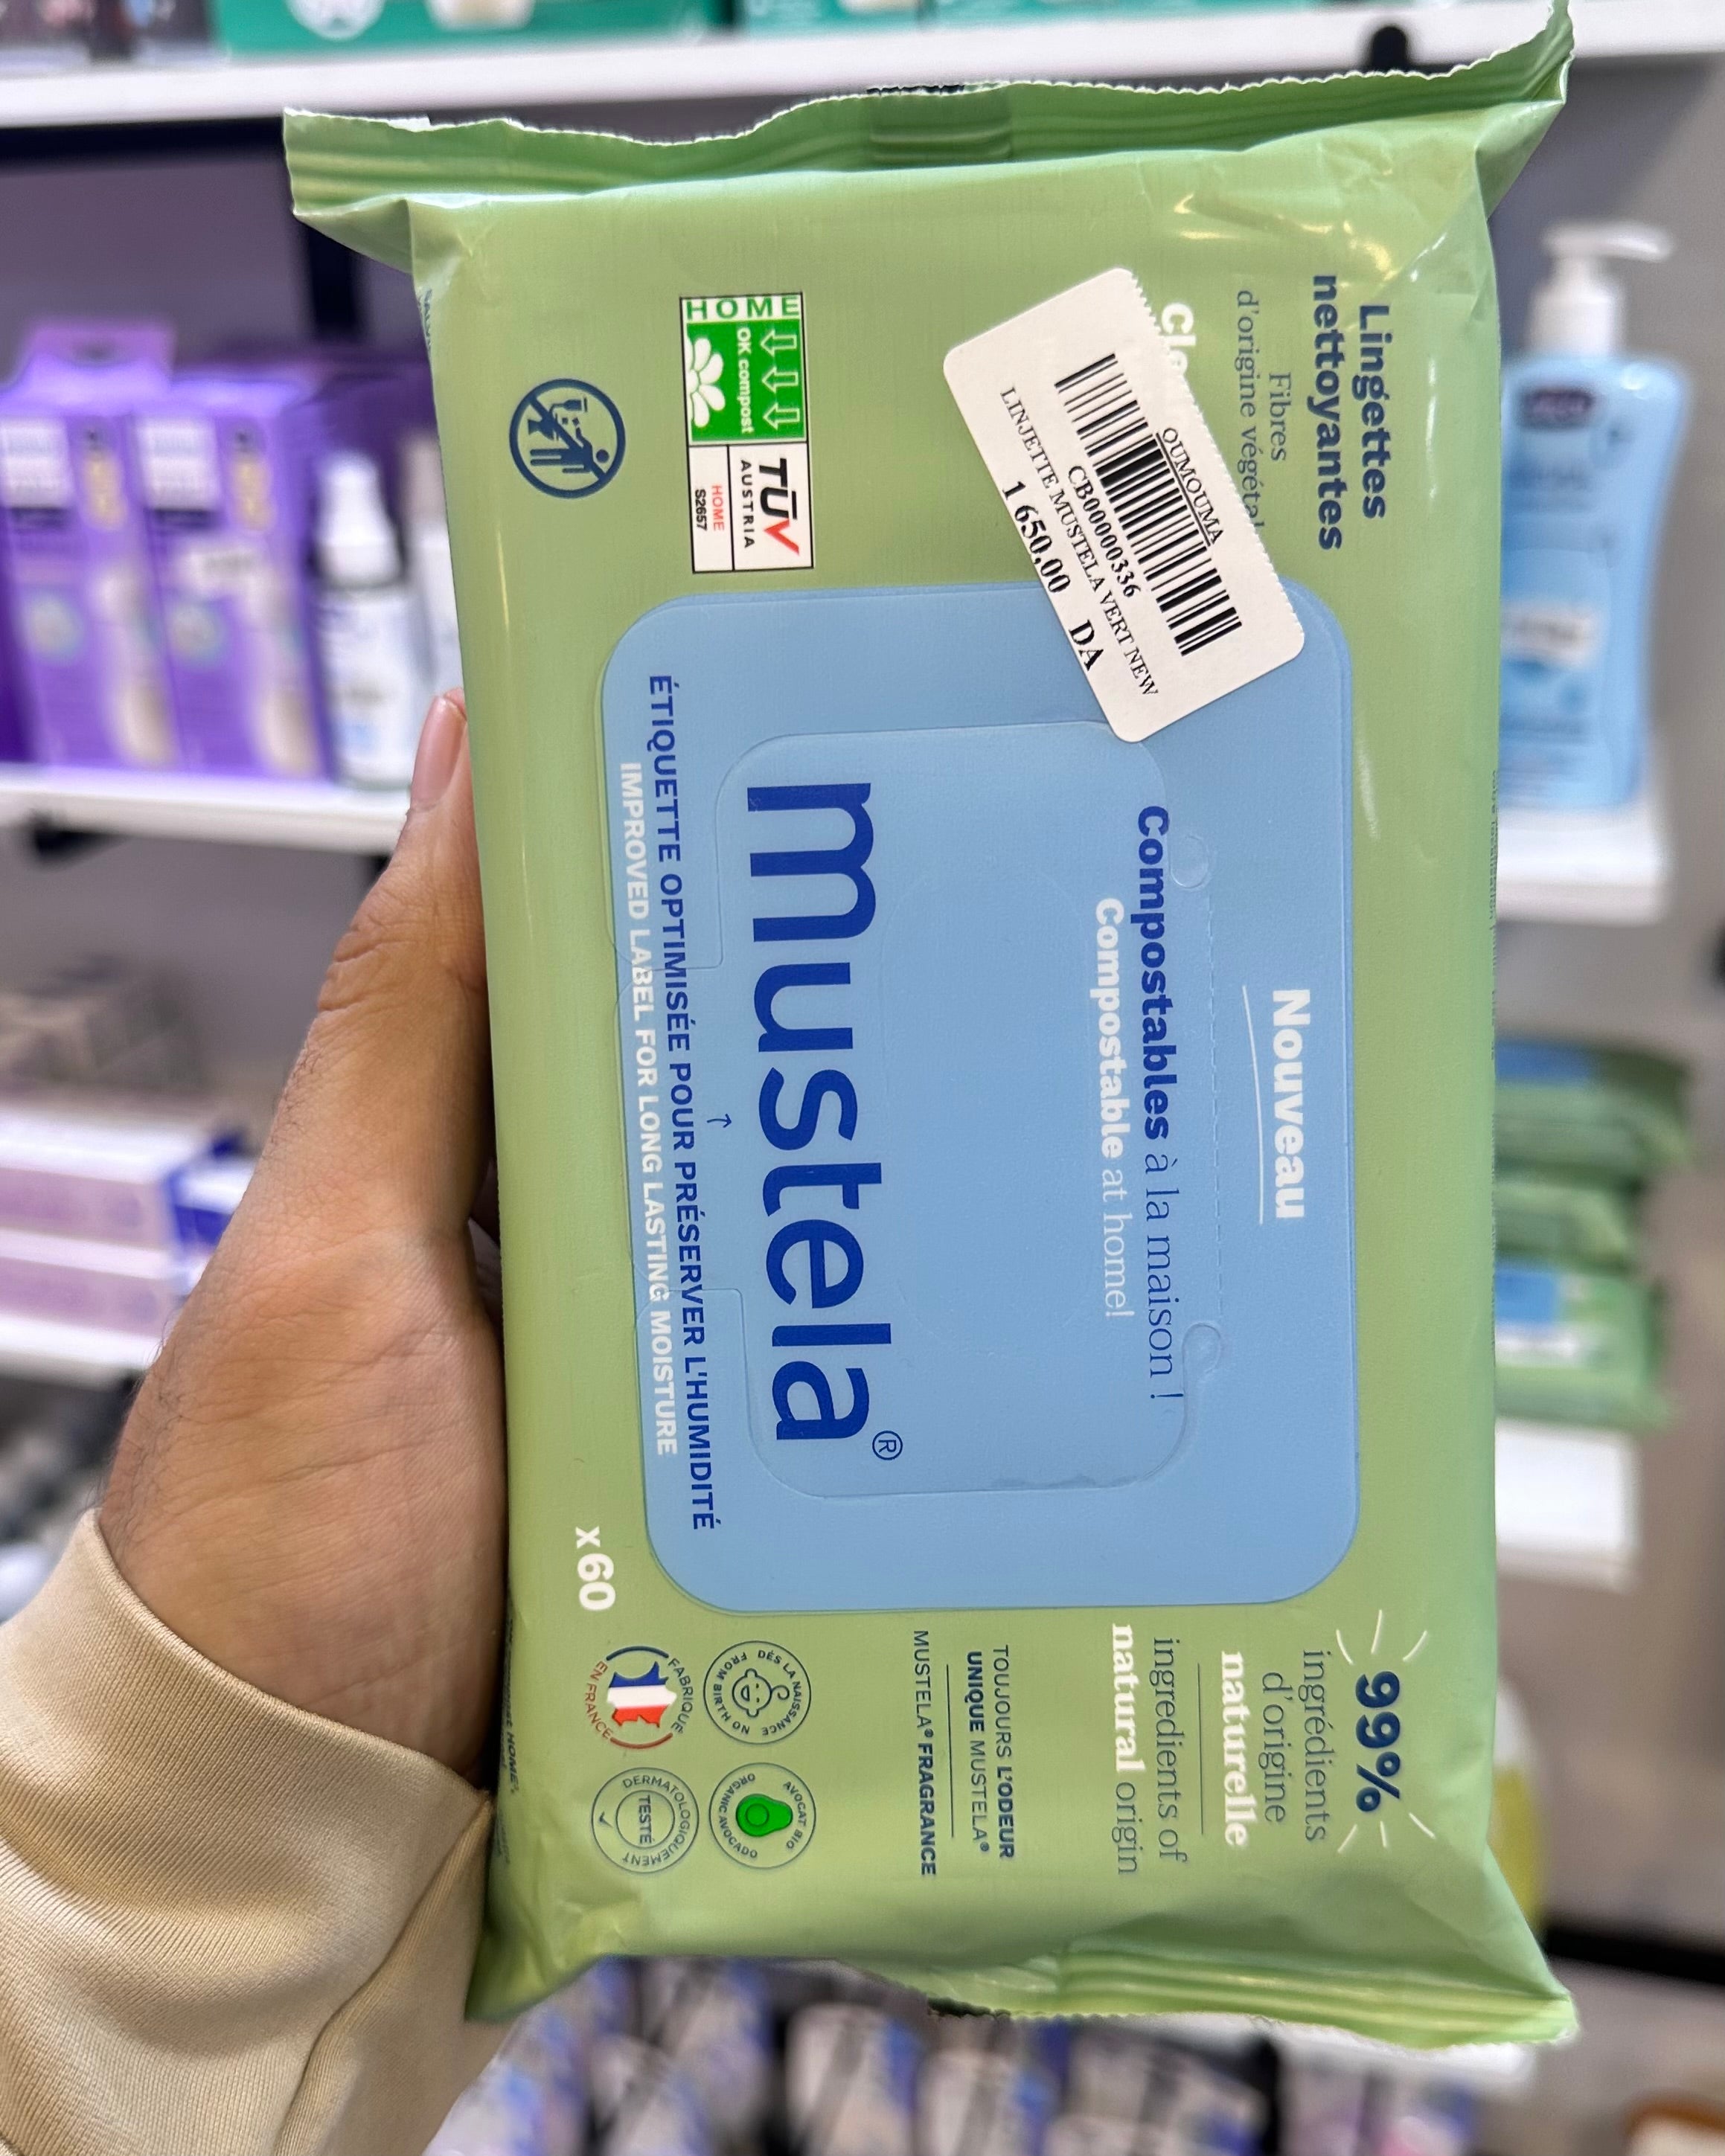 Lingettes
nettoyantes
Fibres
d'origine végétal
OUMOUMA
CB000000336
LINJETTE MUSTELA VERT NEW
1 650,00 DA
HOME
OK compost
TÜV
AUSTRIA
HOME
S2657
Nouveau
Compostables à la maison !
Compostable at home!
mustela®
ÉTIQUETTE OPTIMISÉE POUR PRÉSERVER L'HUMIDITÉ
IMPROVED LABEL FOR LONG LASTING MOISTURE
x60
99%
ingrédients
d'origine
naturelle
ingredients of
natural origin
TOUJOURS L'ODEUR
UNIQUE MUSTELA®
MUSTELA® FRAGRANCE
DÈS LA NAISSANCE
FROM BIRTH ON
AVOCAT BIO
ORGANIC AVOCADO
FABRIQUÉ
EN FRANCE
DERMATOLOGIQUEMENT
TESTÉ